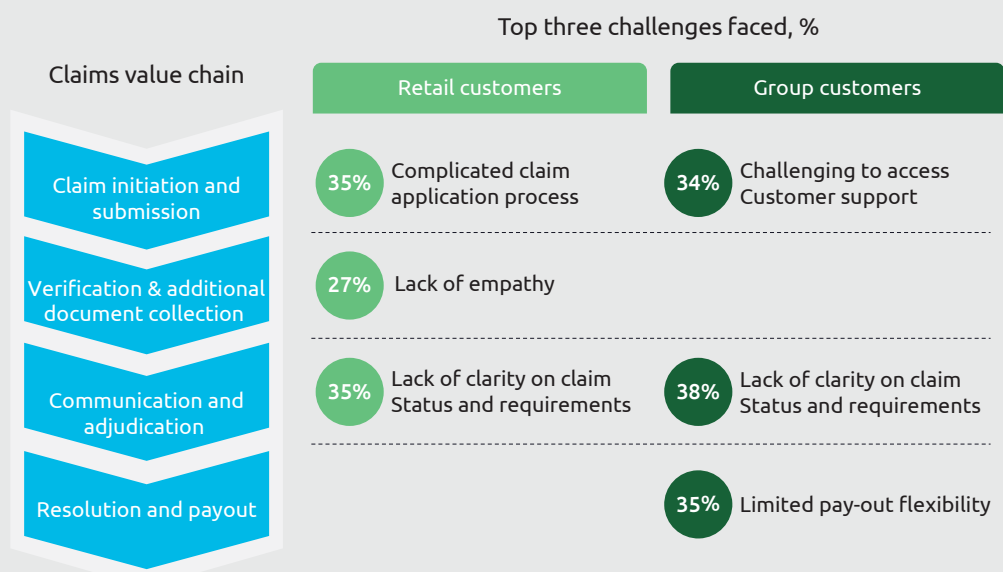 Top three challenges faced, %
Claims value chain
Retail customers
Group customers
Claim initiation and
submission
35%
Complicated claim
application process
34%
Challenging to access
Customer support
Verification & additional
document collection
27%
Lack of empathy
Communication and
adjudication
35%
Lack of clarity on claim
Status and requirements
38%
Lack of clarity on claim
Status and requirements
Resolution and payout
35%
Limited pay-out flexibility